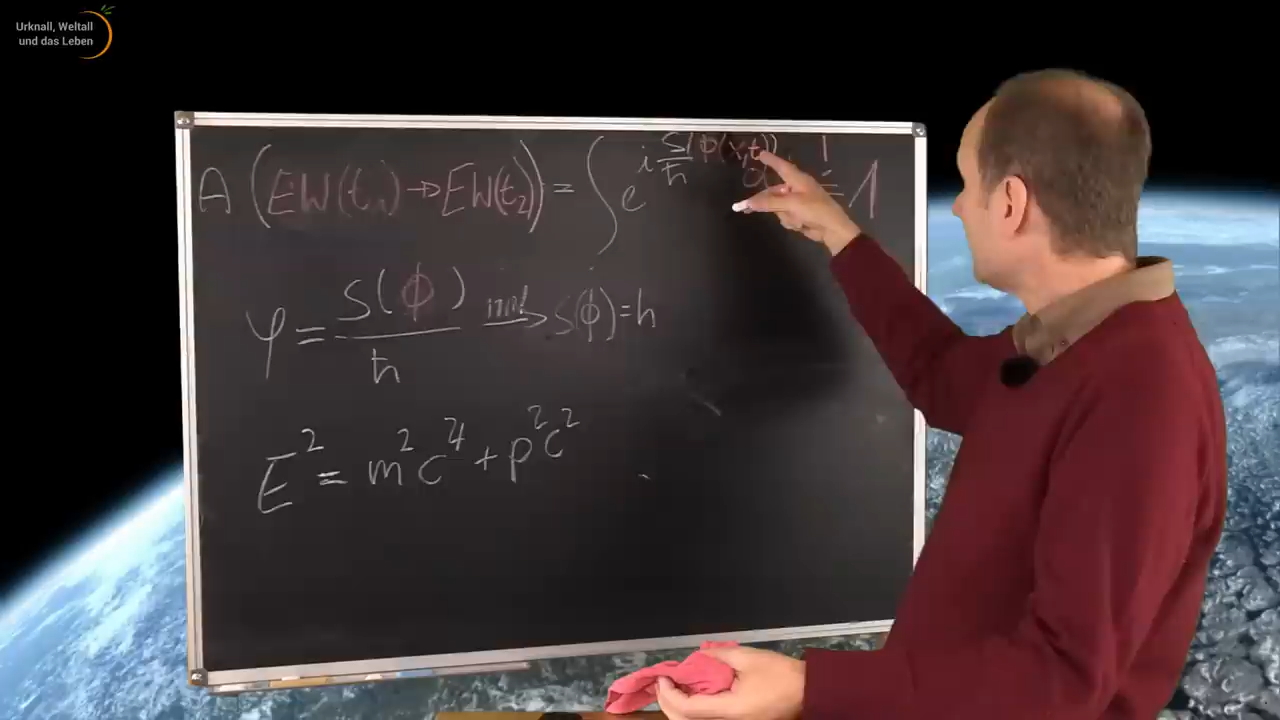 Urknall, Weltall
und das Leben
A (EW(t₁) → EW(t₂)) = ∫ e^{i S(ϕ(x,t))/ħ} = 1
φ = S(ϕ)/ħ ⟹ S(ϕ) = h
E² = m²c⁴ + p²c²